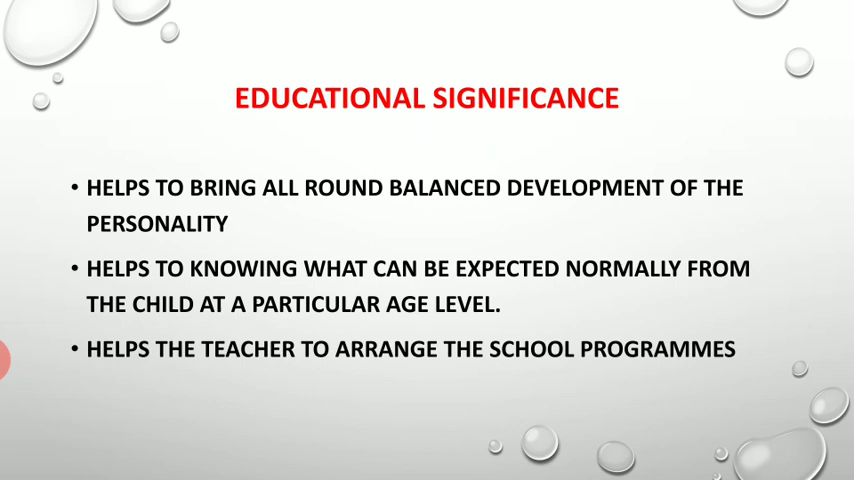 EDUCATIONAL SIGNIFICANCE
• HELPS TO BRING ALL ROUND BALANCED DEVELOPMENT OF THE
PERSONALITY
• HELPS TO KNOWING WHAT CAN BE EXPECTED NORMALLY FROM
THE CHILD AT A PARTICULAR AGE LEVEL.
• HELPS THE TEACHER TO ARRANGE THE SCHOOL PROGRAMMES